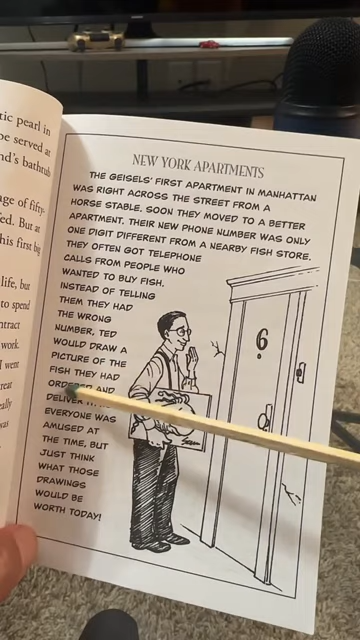 tic pearl in
be served at
nd's bathtub
age of fifty-
ed. But at
his first big
life, but
to spend
ntract
work.
I went
reat
eally
was
NEW YORK APARTMENTS
THE GEISELS' FIRST APARTMENT IN MANHATTAN
WAS RIGHT ACROSS THE STREET FROM A
HORSE STABLE. SOON THEY MOVED TO A BETTER
APARTMENT. THEIR NEW PHONE NUMBER WAS ONLY
ONE DIGIT DIFFERENT FROM A NEARBY FISH STORE.
THEY OFTEN GOT TELEPHONE
CALLS FROM PEOPLE WHO
WANTED TO BUY FISH.
INSTEAD OF TELLING
THEM THEY HAD
THE WRONG
NUMBER, TED
WOULD DRAW A
PICTURE OF THE
FISH THEY HAD
ORDERED AND
DELIVER
EVERYONE WAS
AMUSED AT
THE TIME, BUT
JUST THINK
WHAT THOSE
DRAWINGS
WOULD BE
WORTH TODAY!
6